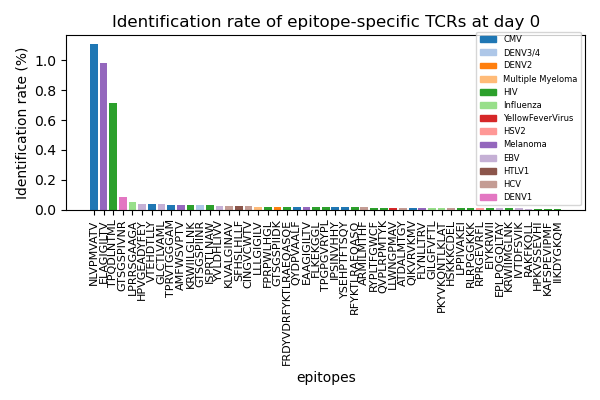 Identification rate of epitope-specific TCRs at day 0
Identification rate (%)
1.0
0.8
0.6
0.4
0.2
0.0
CMV
DENV3/4
DENV2
Multiple Myeloma
HIV
Influenza
YellowFeverVirus
HSV2
Melanoma
EBV
HTLV1
HCV
DENV1
NLVPMVATV
ELAGIGILTV
TPQDLNTML
GTSGSPIVNR
LPRRSGAAGA
HPVGEADYFEY
VTEHDTLLY
GLCTLVAML
TPRVTGGGAM
AMFWSVPTV
KRWIILGLNK
GTSGSPIINR
ISPRTLNAW
YVLDHLIVV
KLVALGINAV
SFHSLHLLF
CINGVCWTV
LLLGIGILV
FPRPWLHGL
GTSGSPIIDK
FRDYVDRFYKTLRAEQASQE
QYDPVAALF
EAAGIGILTV
FLKEKGGL
TPGPGVRYPL
IPSINVHHY
YSEHPTFTSQY
RFYKTLRAEQASQ
ARMILMTHF
RYPLTFGWCF
QVPLRPMTYK
LLWNGPMAV
ATDALMTGY
QIKVRVKMV
FLYNLLTRV
GILGFVFTL
PKYVKQNTLKLAT
HSKKKCDEL
LPPIVAKEI
RLRPGGKKK
RPRGEVRFL
EIYKRWII
EPLPQGQLTAY
KRWIIMGLNK
IVTDFSVIK
RAKFKQLL
HPKVSSEVHI
KAFSPEVIPMF
IIKDYGKQM
epitopes